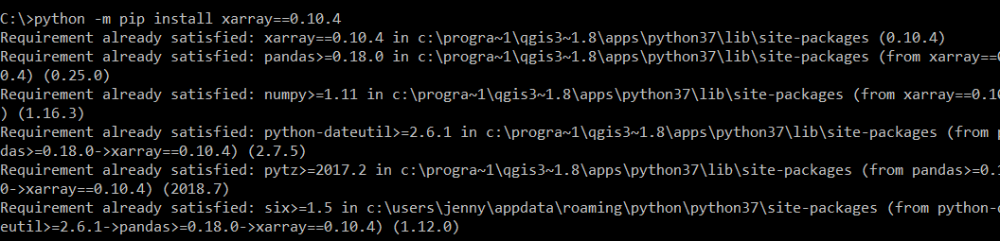 C:\>python -m pip install xarray==0.10.4
Requirement already satisfied: xarray==0.10.4 in c:\progra~1\qgis3~1.8\apps\python37\lib\site-packages (0.10.4)
Requirement already satisfied: pandas>=0.18.0 in c:\progra~1\qgis3~1.8\apps\python37\lib\site-packages (from xarray==0
0.4) (0.25.0)
Requirement already satisfied: numpy>=1.11 in c:\progra~1\qgis3~1.8\apps\python37\lib\site-packages (from xarray==0.10
) (1.16.3)
Requirement already satisfied: python-dateutil>=2.6.1 in c:\progra~1\qgis3~1.8\apps\python37\lib\site-packages (from p
das>=0.18.0->xarray==0.10.4) (2.7.5)
Requirement already satisfied: pytz>=2017.2 in c:\progra~1\qgis3~1.8\apps\python37\lib\site-packages (from pandas>=0.1
0->xarray==0.10.4) (2018.7)
Requirement already satisfied: six>=1.5 in c:\users\jenny\appdata\roaming\python\python37\site-packages (from python-d
eutil>=2.6.1->pandas>=0.18.0->xarray==0.10.4) (1.12.0)